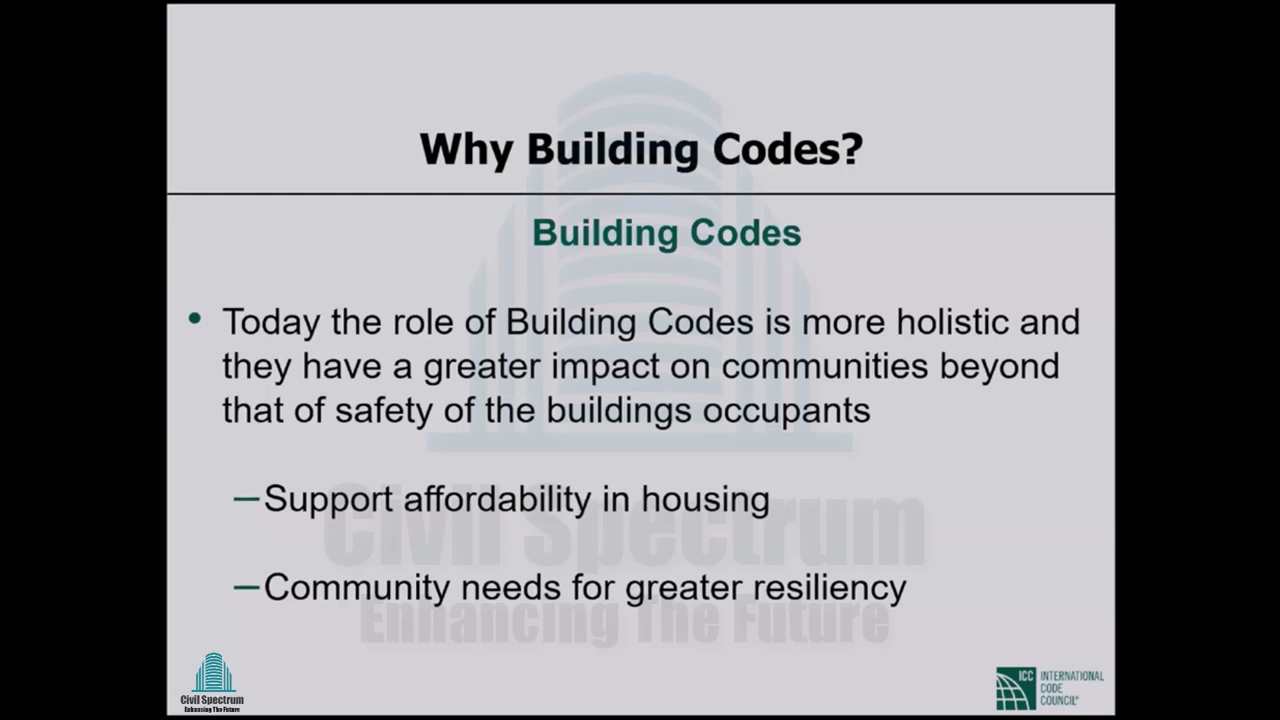 Why Building Codes?
Building Codes
• Today the role of Building Codes is more holistic and
they have a greater impact on communities beyond
that of safety of the buildings occupants
–Support affordability in housing
–Community needs for greater resiliency
Civil Spectrum
Enhancing The Future
Civil Spectrum
Enhancing The Future
ICC
INTERNATIONAL
CODE
COUNCIL®